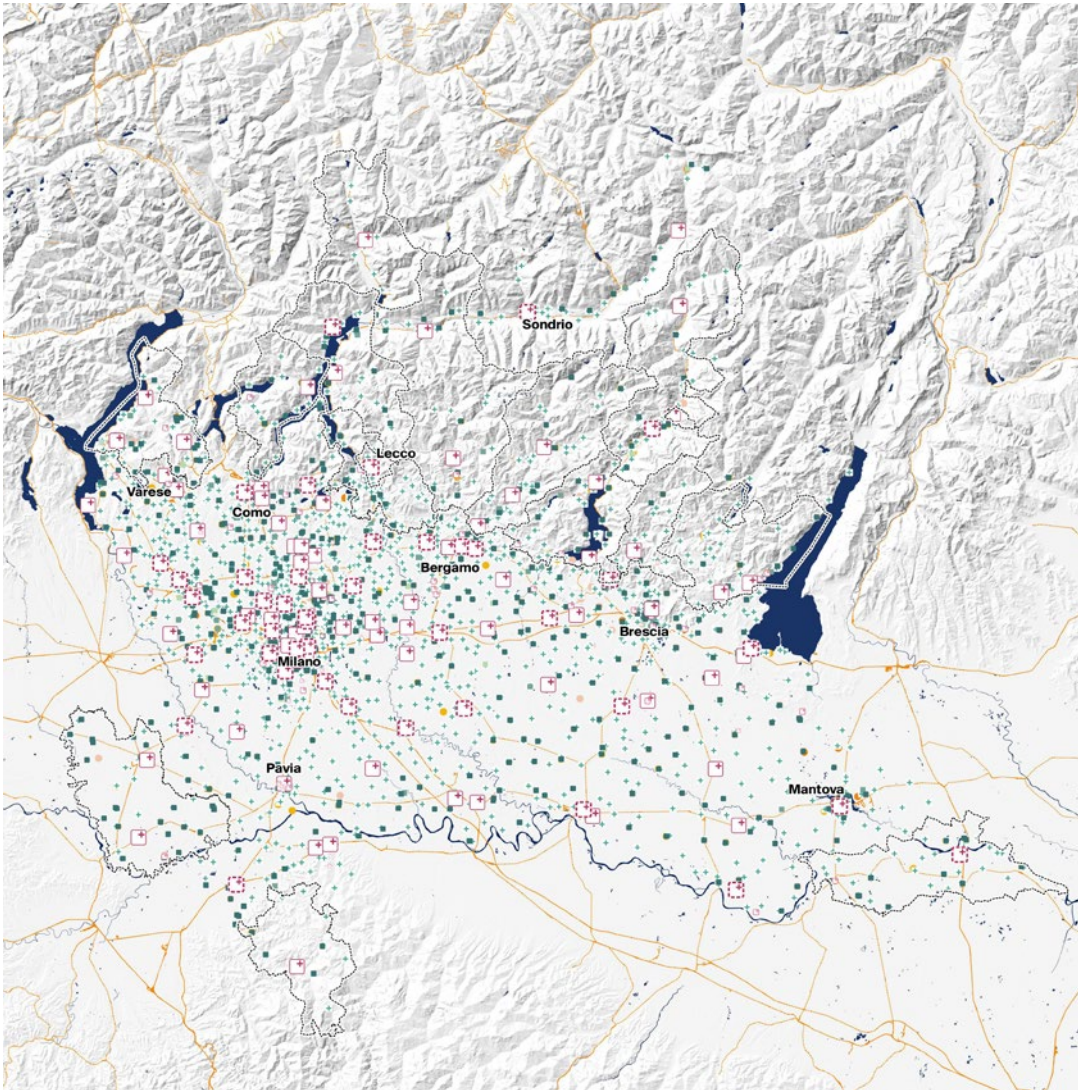 Sondrio
Lecco
Varese
Como
Bergamo
Brescia
Milano
Pavia
Mantova